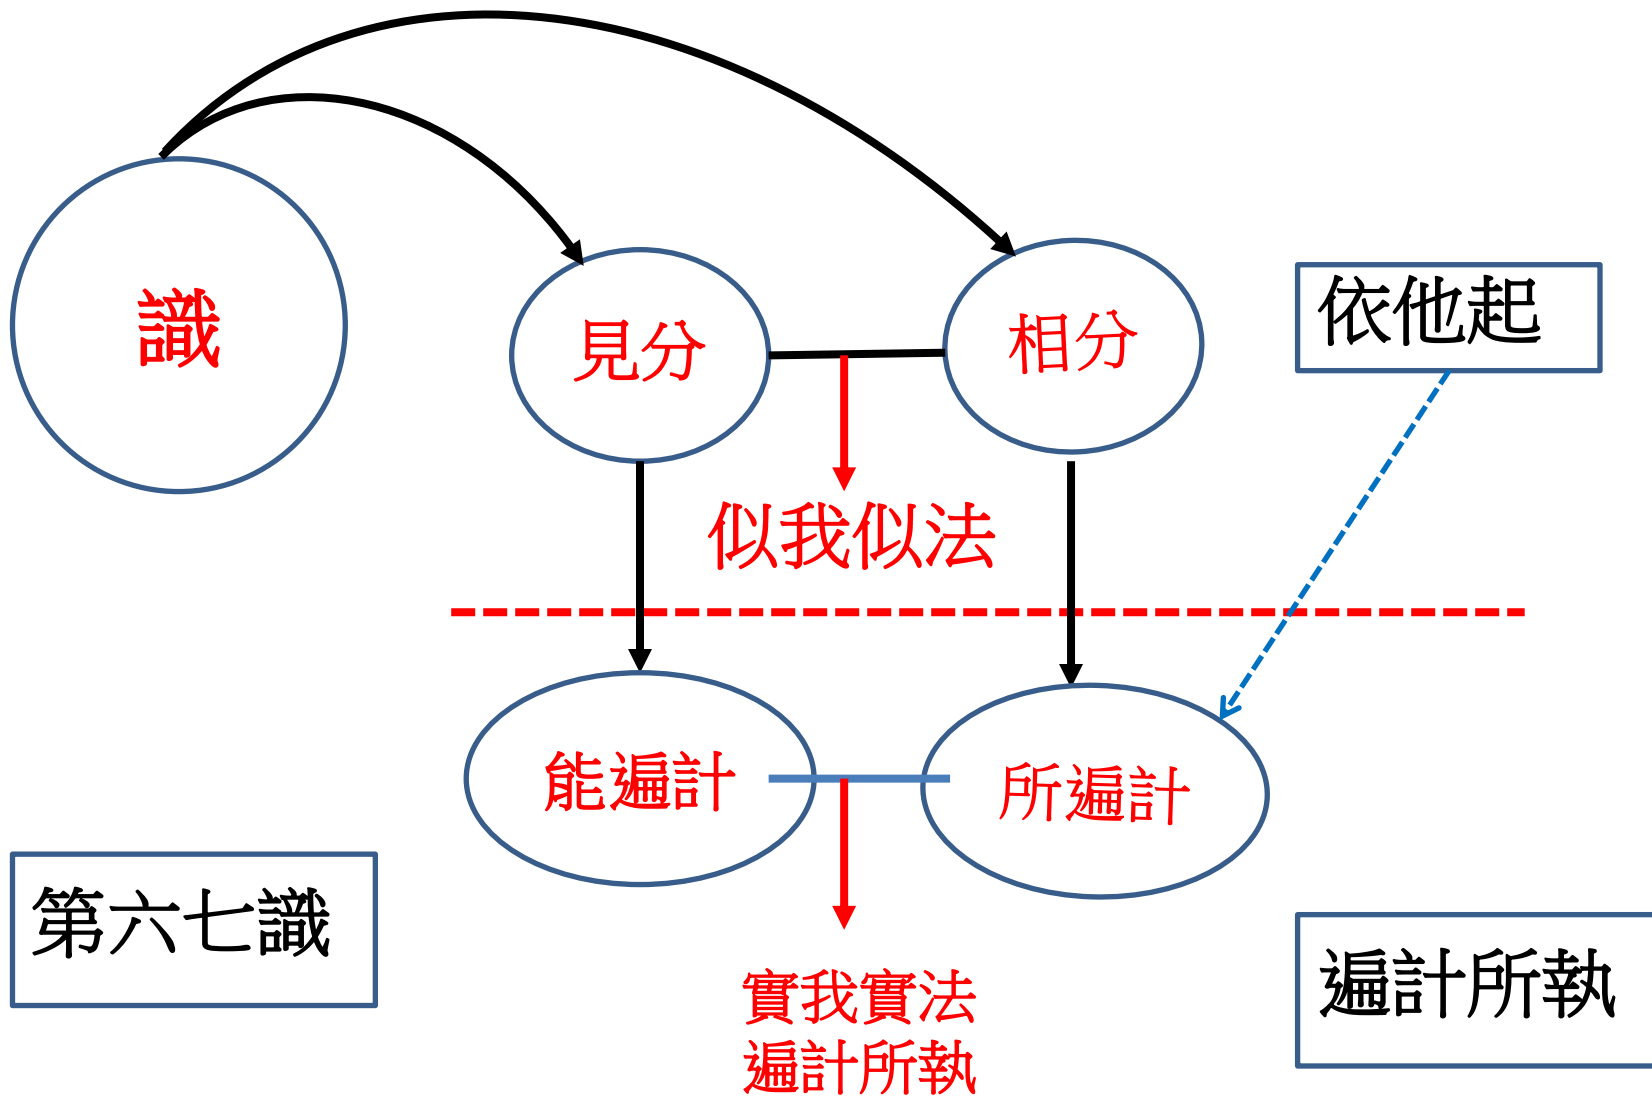 識
見分
相分
依他起
似我似法
能遍計
所遍計
第六七識
遍計所執
實我實法
遍計所執